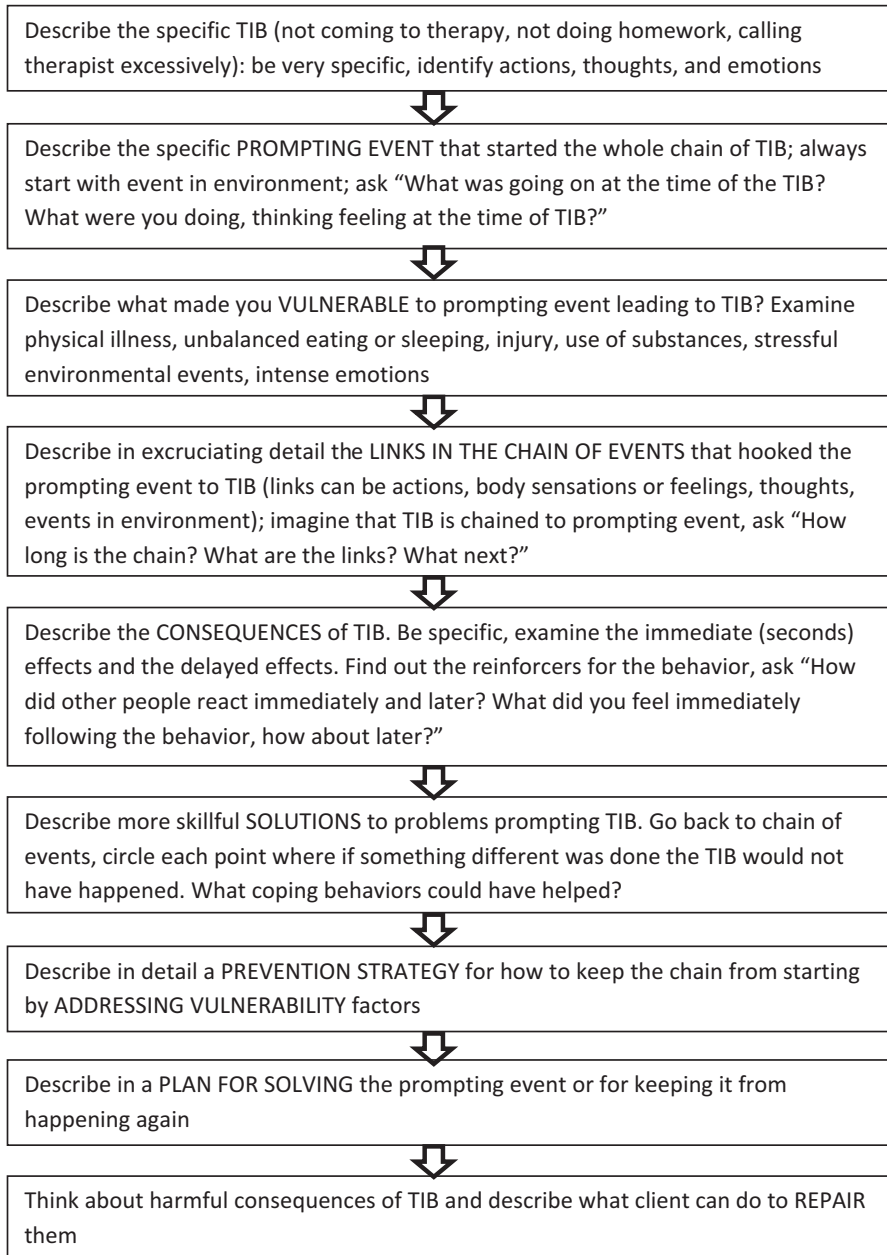 Describe the specific TIB (not coming to therapy, not doing homework, calling
therapist excessively): be very specific, identify actions, thoughts, and emotions
Describe the specific PROMPTING EVENT that started the whole chain of TIB; always
start with event in environment; ask “What was going on at the time of the TIB?
What were you doing, thinking feeling at the time of TIB?”
Describe what made you VULNERABLE to prompting event leading to TIB? Examine
physical illness, unbalanced eating or sleeping, injury, use of substances, stressful
environmental events, intense emotions
Describe in excruciating detail the LINKS IN THE CHAIN OF EVENTS that hooked the
prompting event to TIB (links can be actions, body sensations or feelings, thoughts,
events in environment); imagine that TIB is chained to prompting event, ask “How
long is the chain? What are the links? What next?”
Describe the CONSEQUENCES of TIB. Be specific, examine the immediate (seconds)
effects and the delayed effects. Find out the reinforcers for the behavior, ask “How
did other people react immediately and later? What did you feel immediately
following the behavior, how about later?”
Describe more skillful SOLUTIONS to problems prompting TIB. Go back to chain of
events, circle each point where if something different was done the TIB would not
have happened. What coping behaviors could have helped?
Describe in detail a PREVENTION STRATEGY for how to keep the chain from starting
by ADDRESSING VULNERABILITY factors
Describe in a PLAN FOR SOLVING the prompting event or for keeping it from
happening again
Think about harmful consequences of TIB and describe what client can do to REPAIR
them